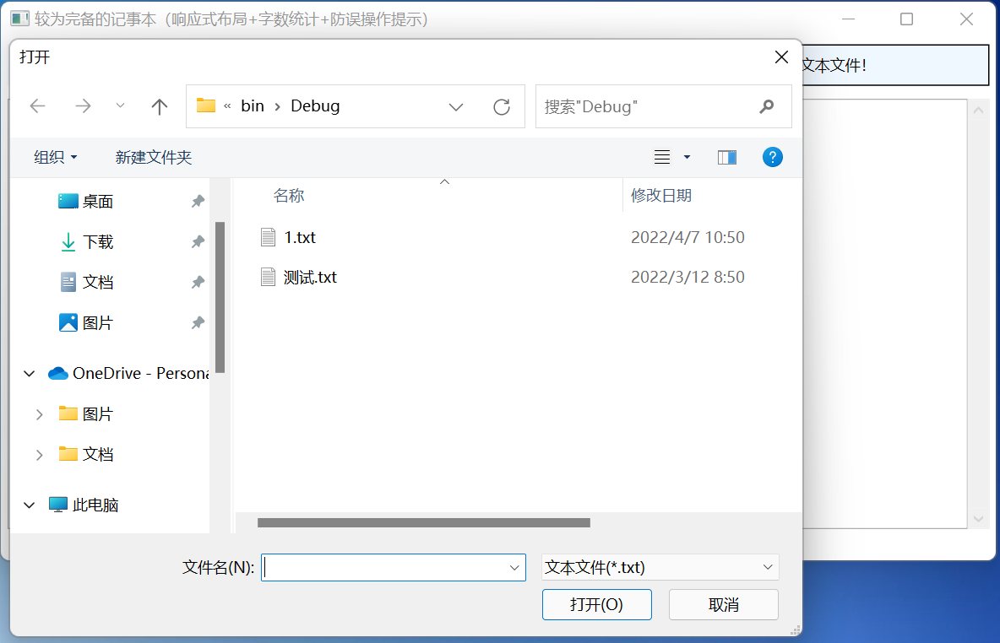 较为完备的记事本（响应式布局+字数统计+防误操作提示）
打开
文本文件！
« bin › Debug
搜索"Debug"
组织
新建文件夹
?
名称
修改日期
桌面
下载
文档
图片
OneDrive - Persona
图片
文档
此电脑
1.txt 2022/4/7 10:50
测试.txt 2022/3/12 8:50
文件名(N):
文本文件(*.txt)
打开(O)
取消